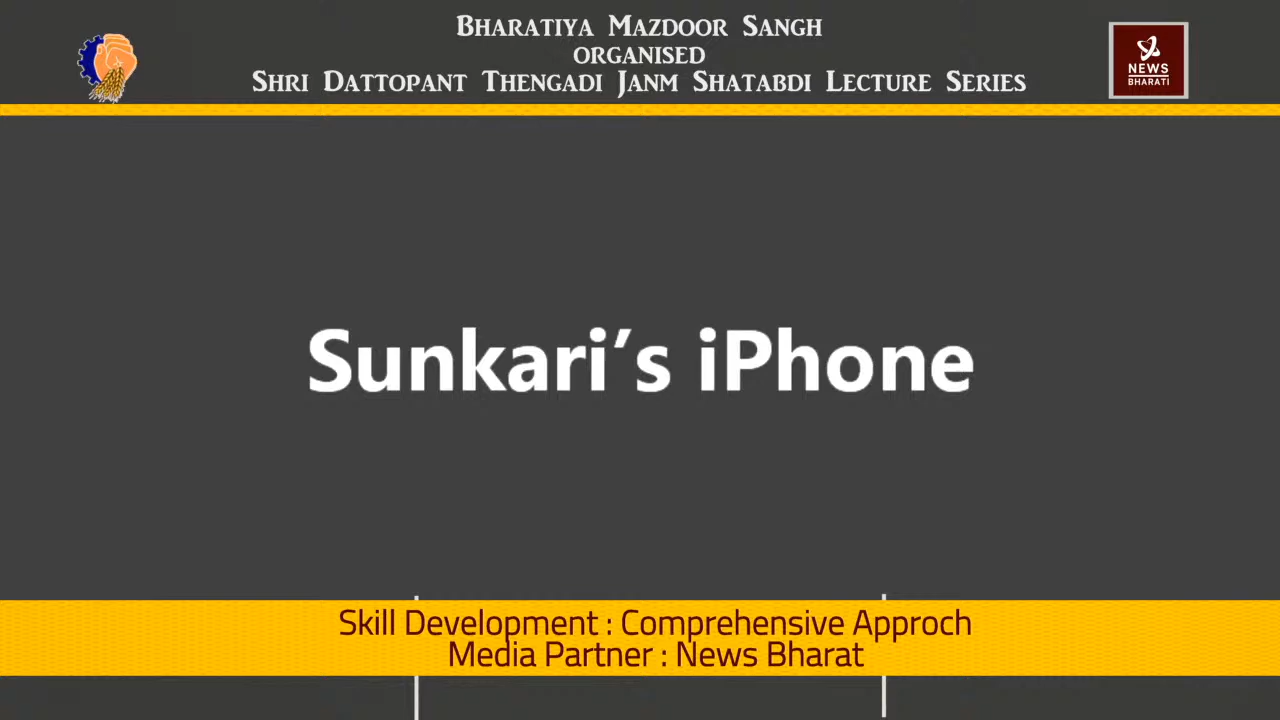 BHARATIYA MAZDOOR SANGH
ORGANISED
SHRI DATTOPANT THENGADI JANM SHATABDI LECTURE SERIES
NEWS
BHARATI
Sunkari’s iPhone
Skill Development : Comprehensive Approch
Media Partner : News Bharat